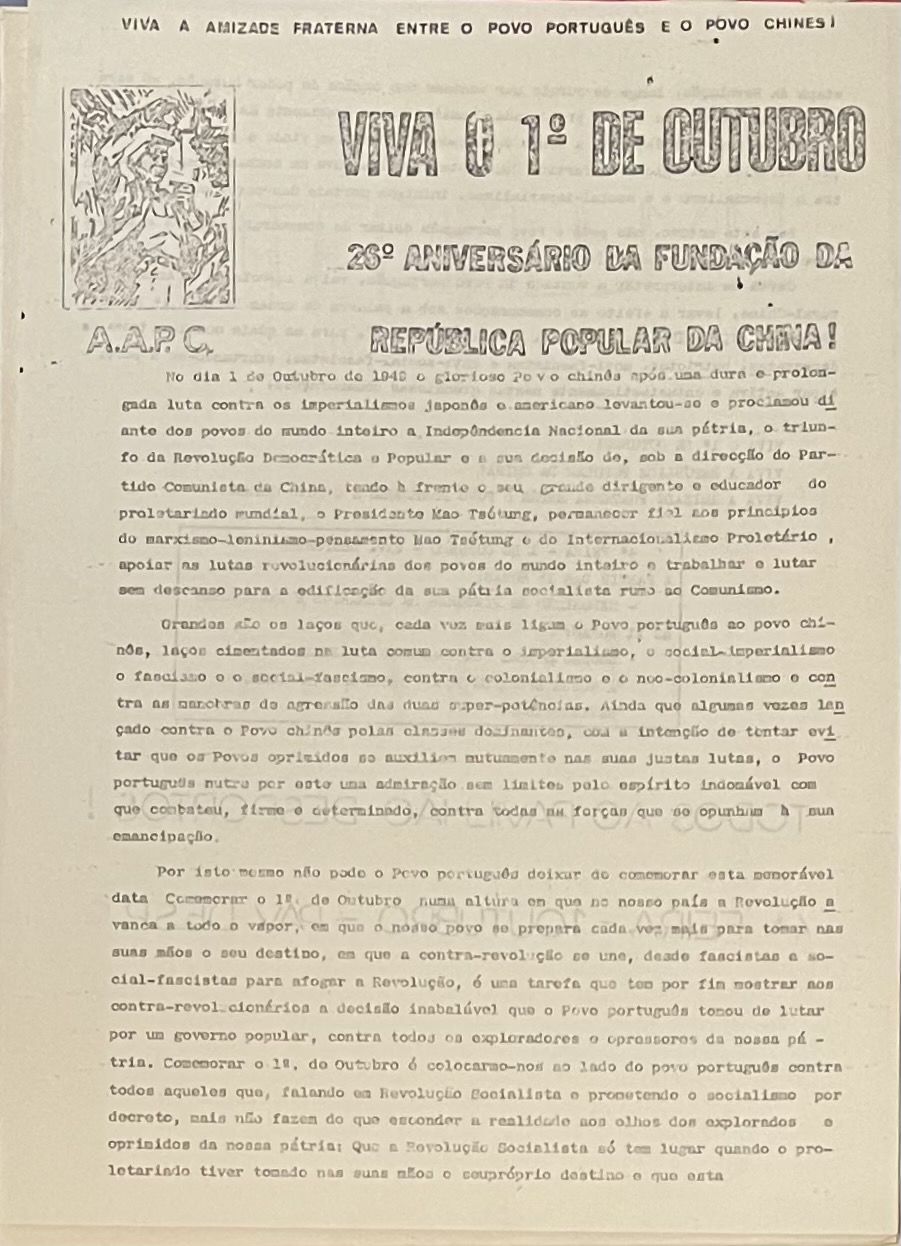 VIVA A AMIZADE FRATERNA ENTRE O POVO PORTUGUÊS E O POVO CHINES!
VIVA O 1º DE OUTUBRO
26º ANIVERSÁRIO DA FUNDAÇÃO DA
A.A.P.C.
REPÚBLICA POPULAR DA CHINA!
No dia 1 de Outubro de 1949 o glorioso Povo chinês após uma dura e prolon-
gada luta contra os imperialismos japonês e americano levantou-se e proclamou di
ante dos povos do mundo inteiro a Independência Nacional da sua pátria, o triun-
fo da Revolução Democrática e Popular e a sua decisão de, sob a direcção do Par-
tido Comunista da China, tendo à frente o seu grande dirigente e educador do
proletariado mundial, o Presidente Mao Tsétung, permanecer fiel aos princípios
do marxismo-leninismo-pensamento Mao Tsétung e do Internacionalismo Proletário ,
apoiar as lutas revolucionárias dos povos do mundo inteiro e trabalhar e lutar
sem descanso para a edificação da sua pátria socialista rumo ao Comunismo.
Grandes são os laços que, cada vez mais ligam o Povo português ao povo chi-
nês, laços cimentados na luta comum contra o imperialismo, o social-imperialismo
o fascismo e o social-fascismo, contra o colonialismo e o neo-colonialismo e con
tra as manobras de agressão das duas super-potências. Ainda que algumas vezes lan
çado contra o Povo chinês pelas classes dominantes, com a intenção de tentar evi
tar que os Povos oprimidos se auxiliem mutuamente nas suas justas lutas, o Povo
português nutre por este uma admiração sem limites pelo espírito indomável com
que combateu, firme e determinado, contra todas as forças que se opunham à sua
emancipação.
Por isto mesmo não pode o Povo português deixar de comemorar esta memorável
data Comemorar o 1º. de Outubro numa altura em que no nosso país a Revolução a
vanca a todo o vapor, em que o nosso povo se prepara cada vez mais para tomar nas
suas mãos o seu destino, em que a contra-revolução se une, desde fascistas a so-
cial-fascistas para afogar a Revolução, é uma tarefa que tem por fim mostrar aos
contra-revolucionários a decisão inabalável que o Povo português tomou de lutar
por um governo popular, contra todos os exploradores e opressores da nossa pá -
tria. Comemorar o 1º. de Outubro é colocarmo-nos ao lado do povo português contra
todos aqueles que, falando em Revolução Socialista e prometendo o socialismo por
decreto, mais não fazem do que esconder a realidade aos olhos dos explorados e
oprimidos da nossa pátria: Que a Revolução Socialista só tem lugar quando o pro-
letariado tiver tomado nas suas mãos o seupróprio destino e que esta